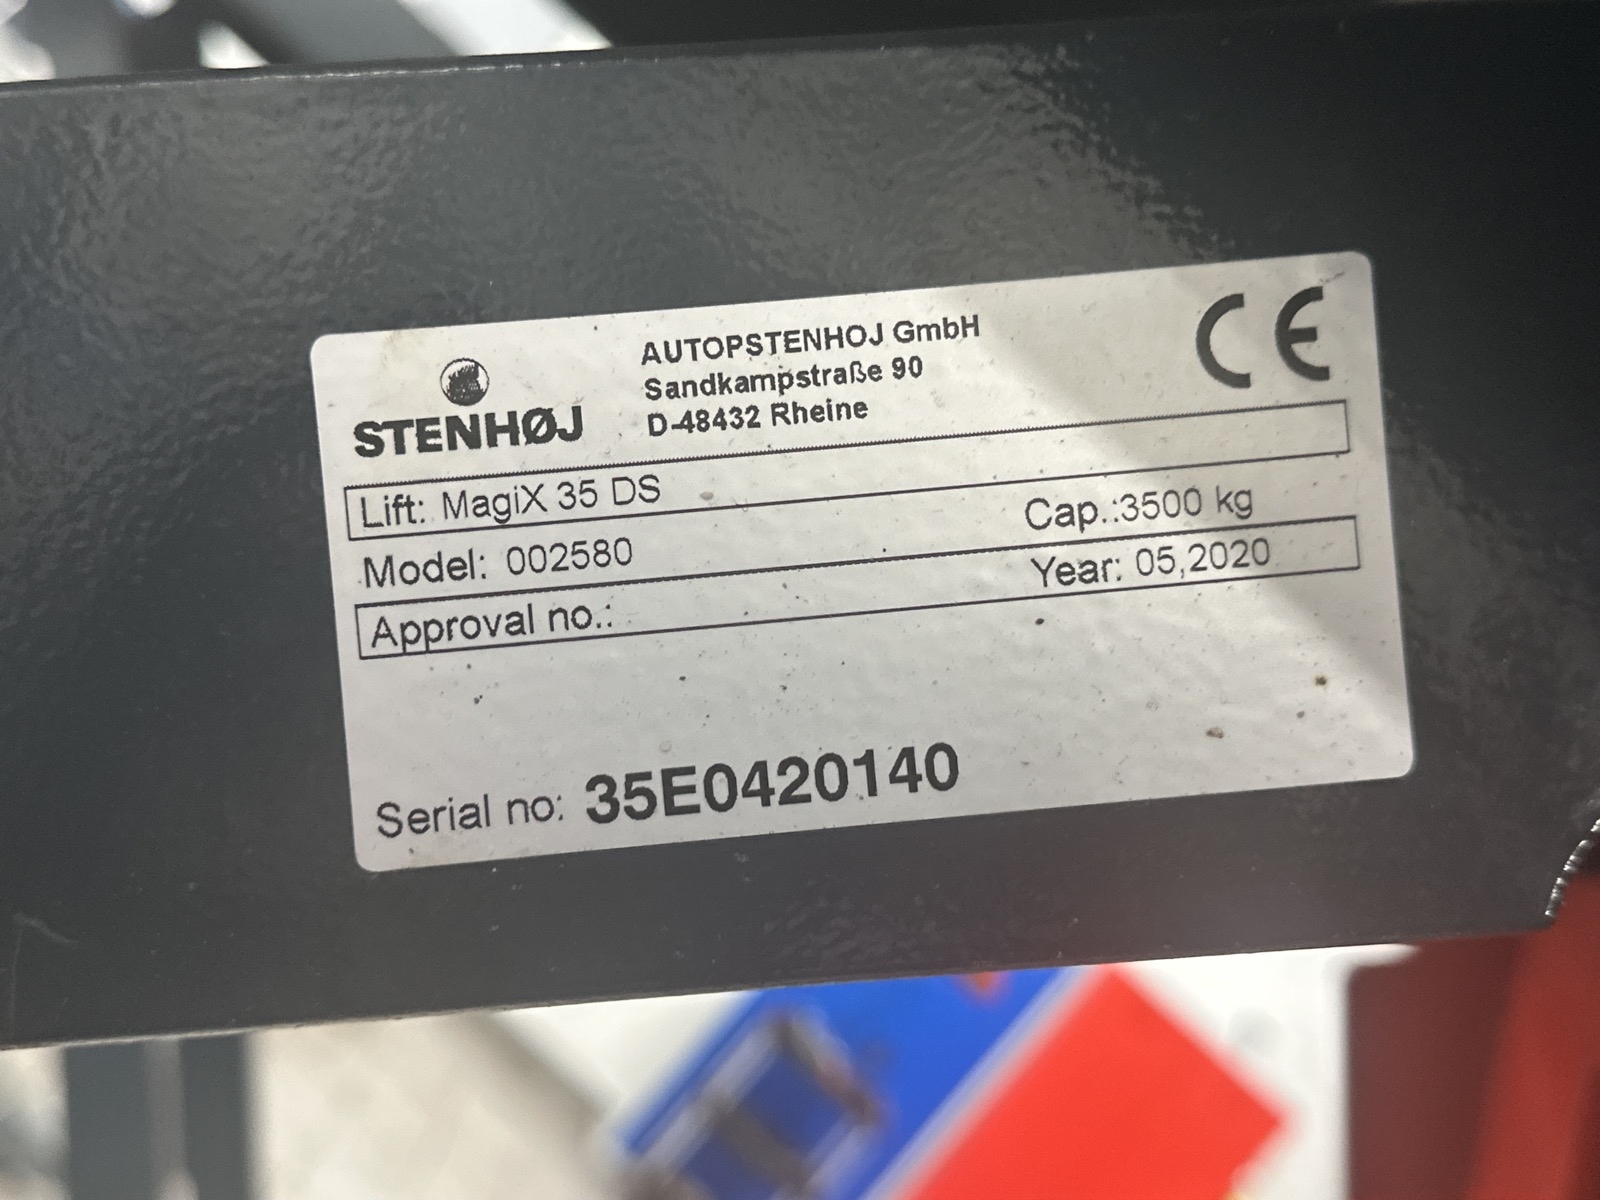 STENHØJ
AUTOPSTENHOJ GmbH
Sandkampstraße 90
D-48432 Rheine
CE
Lift: MagiX 35 DS
Model: 002580 Cap.:3500 kg
Approval no.: Year: 05,2020
Serial no: 35E0420140